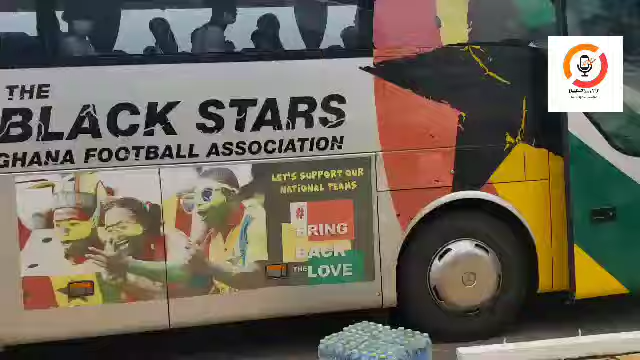 THE
BLACK STARS
GHANA FOOTBALL ASSOCIATION
LET'S SUPPORT OUR
NATIONAL TEAMS
#
BRING
BACK
THE LOVE